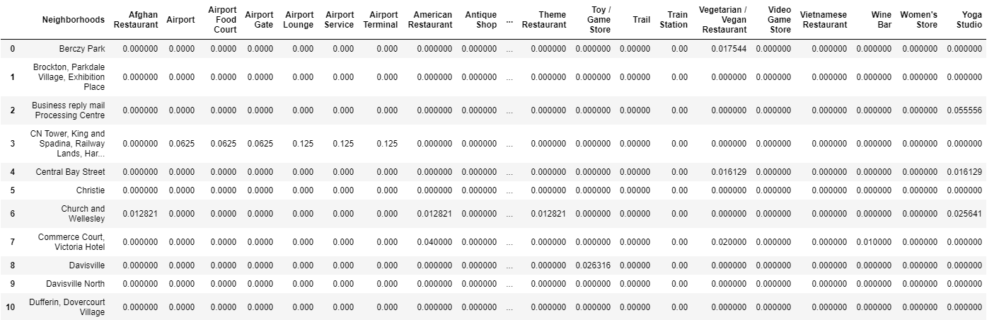 Neighborhoods Afghan Restaurant Airport Airport Food Court Airport Gate Airport Lounge Airport Service Airport Terminal American Restaurant Antique Shop ... Theme Restaurant Toy / Game Store Trail Train Station Vegetarian / Vegan Restaurant Video Game Store Vietnamese Restaurant Wine Bar Women's Store Yoga Studio
0 Berczy Park 0.000000 0.0000 0.0000 0.0000 0.000 0.000 0.000 0.000000 0.000000 ... 0.000000 0.000000 0.00000 0.00 0.017544 0.000000 0.000000 0.000000 0.000000 0.000000
1 Brockton, Parkdale Village, Exhibition Place 0.000000 0.0000 0.0000 0.0000 0.000 0.000 0.000 0.000000 0.000000 ... 0.000000 0.000000 0.00000 0.00 0.000000 0.000000 0.000000 0.000000 0.000000 0.000000
2 Business reply mail Processing Centre 0.000000 0.0000 0.0000 0.0000 0.000 0.000 0.000 0.000000 0.000000 ... 0.000000 0.000000 0.00000 0.00 0.000000 0.000000 0.000000 0.000000 0.000000 0.055556
3 CN Tower, King and Spadina, Railway Lands, Har... 0.000000 0.0625 0.0625 0.0625 0.125 0.125 0.125 0.000000 0.000000 ... 0.000000 0.000000 0.00000 0.00 0.000000 0.000000 0.000000 0.000000 0.000000 0.000000
4 Central Bay Street 0.000000 0.0000 0.0000 0.0000 0.000 0.000 0.000 0.000000 0.000000 ... 0.000000 0.000000 0.00000 0.00 0.016129 0.000000 0.000000 0.000000 0.000000 0.016129
5 Christie 0.000000 0.0000 0.0000 0.0000 0.000 0.000 0.000 0.000000 0.000000 ... 0.000000 0.000000 0.00000 0.00 0.000000 0.000000 0.000000 0.000000 0.000000 0.000000
6 Church and Wellesley 0.012821 0.0000 0.0000 0.0000 0.000 0.000 0.000 0.012821 0.000000 ... 0.012821 0.000000 0.00000 0.00 0.000000 0.000000 0.000000 0.000000 0.000000 0.025641
7 Commerce Court, Victoria Hotel 0.000000 0.0000 0.0000 0.0000 0.000 0.000 0.000 0.040000 0.000000 ... 0.000000 0.000000 0.00000 0.00 0.020000 0.000000 0.000000 0.010000 0.000000 0.000000
8 Davisville 0.000000 0.0000 0.0000 0.0000 0.000 0.000 0.000 0.000000 0.000000 ... 0.000000 0.026316 0.00000 0.00 0.000000 0.000000 0.000000 0.000000 0.000000 0.000000
9 Davisville North 0.000000 0.0000 0.0000 0.0000 0.000 0.000 0.000 0.000000 0.000000 ... 0.000000 0.000000 0.00000 0.00 0.000000 0.000000 0.000000 0.000000 0.000000 0.000000
10 Dufferin, Dovercourt Village 0.000000 0.0000 0.0000 0.0000 0.000 0.000 0.000 0.000000 0.000000 ... 0.000000 0.000000 0.00000 0.00 0.000000 0.000000 0.000000 0.000000 0.000000 0.000000